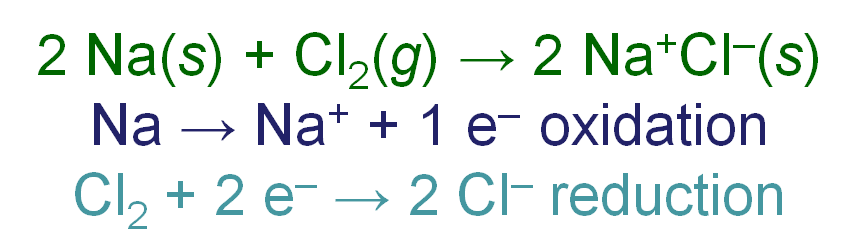 2 Na(s) + Cl₂(g) → 2 Na⁺Cl⁻(s)
Na → Na⁺ + 1 e⁻ oxidation
Cl₂ + 2 e⁻ → 2 Cl⁻ reduction